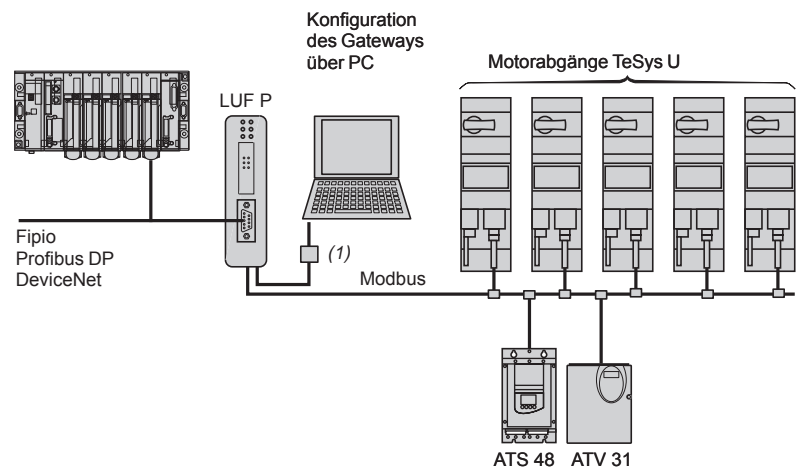 Konfiguration
des Gateways
über PC
Motorabgänge TeSys U
LUF P
Fipio
Profibus DP
DeviceNet
(1)
Modbus
ATS 48
ATV 31